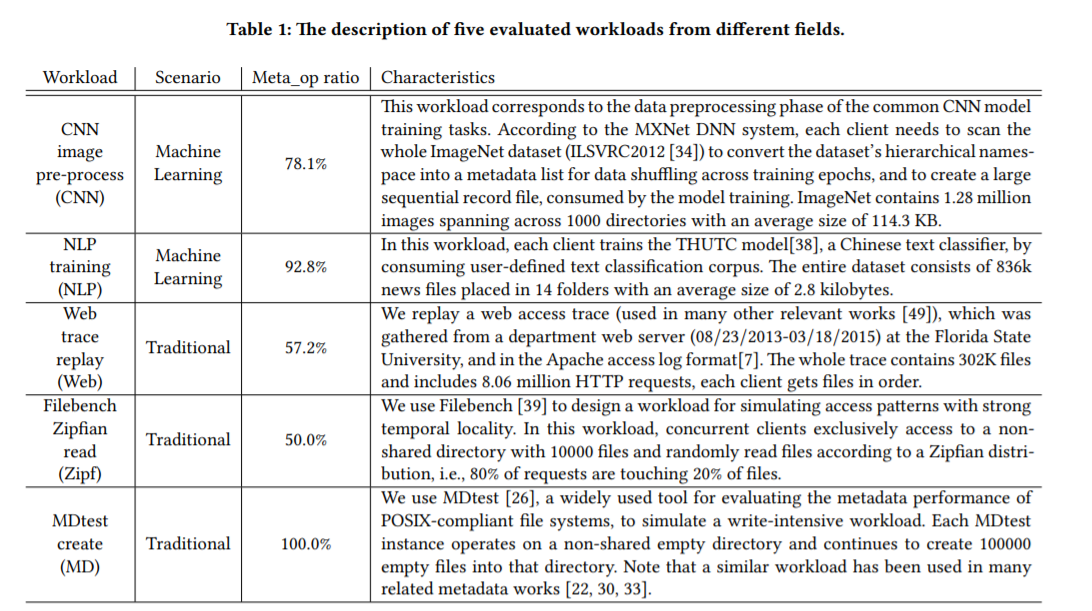 Table 1: The description of five evaluated workloads from different fields.
Workload Scenario Meta_op ratio Characteristics
CNN
image
pre-process
(CNN)
Machine
Learning
78.1%
This workload corresponds to the data preprocessing phase of the common CNN model
training tasks. According to the MXNet DNN system, each client needs to scan the
whole ImageNet dataset (ILSVRC2012 [34]) to convert the dataset's hierarchical names-
pace into a metadata list for data shuffling across training epochs, and to create a large
sequential record file, consumed by the model training. ImageNet contains 1.28 million
images spanning across 1000 directories with an average size of 114.3 KB.
NLP
training
(NLP)
Machine
Learning
92.8%
In this workload, each client trains the THUTC model[38], a Chinese text classifier, by
consuming user-defined text classification corpus. The entire dataset consists of 836k
news files placed in 14 folders with an average size of 2.8 kilobytes.
Web
trace
replay
(Web)
Traditional
57.2%
We replay a web access trace (used in many other relevant works [49]), which was
gathered from a department web server (08/23/2013-03/18/2015) at the Florida State
University, and in the Apache access log format[7]. The whole trace contains 302K files
and includes 8.06 million HTTP requests, each client gets files in order.
Filebench
Zipfian
read
(Zipf)
Traditional
50.0%
We use Filebench [39] to design a workload for simulating access patterns with strong
temporal locality. In this workload, concurrent clients exclusively access to a non-
shared directory with 10000 files and randomly read files according to a Zipfian distri-
bution, i.e., 80% of requests are touching 20% of files.
MDtest
create
(MD)
Traditional
100.0%
We use MDtest [26], a widely used tool for evaluating the metadata performance of
POSIX-compliant file systems, to simulate a write-intensive workload. Each MDtest
instance operates on a non-shared empty directory and continues to create 100000
empty files into that directory. Note that a similar workload has been used in many
related metadata works [22, 30, 33].